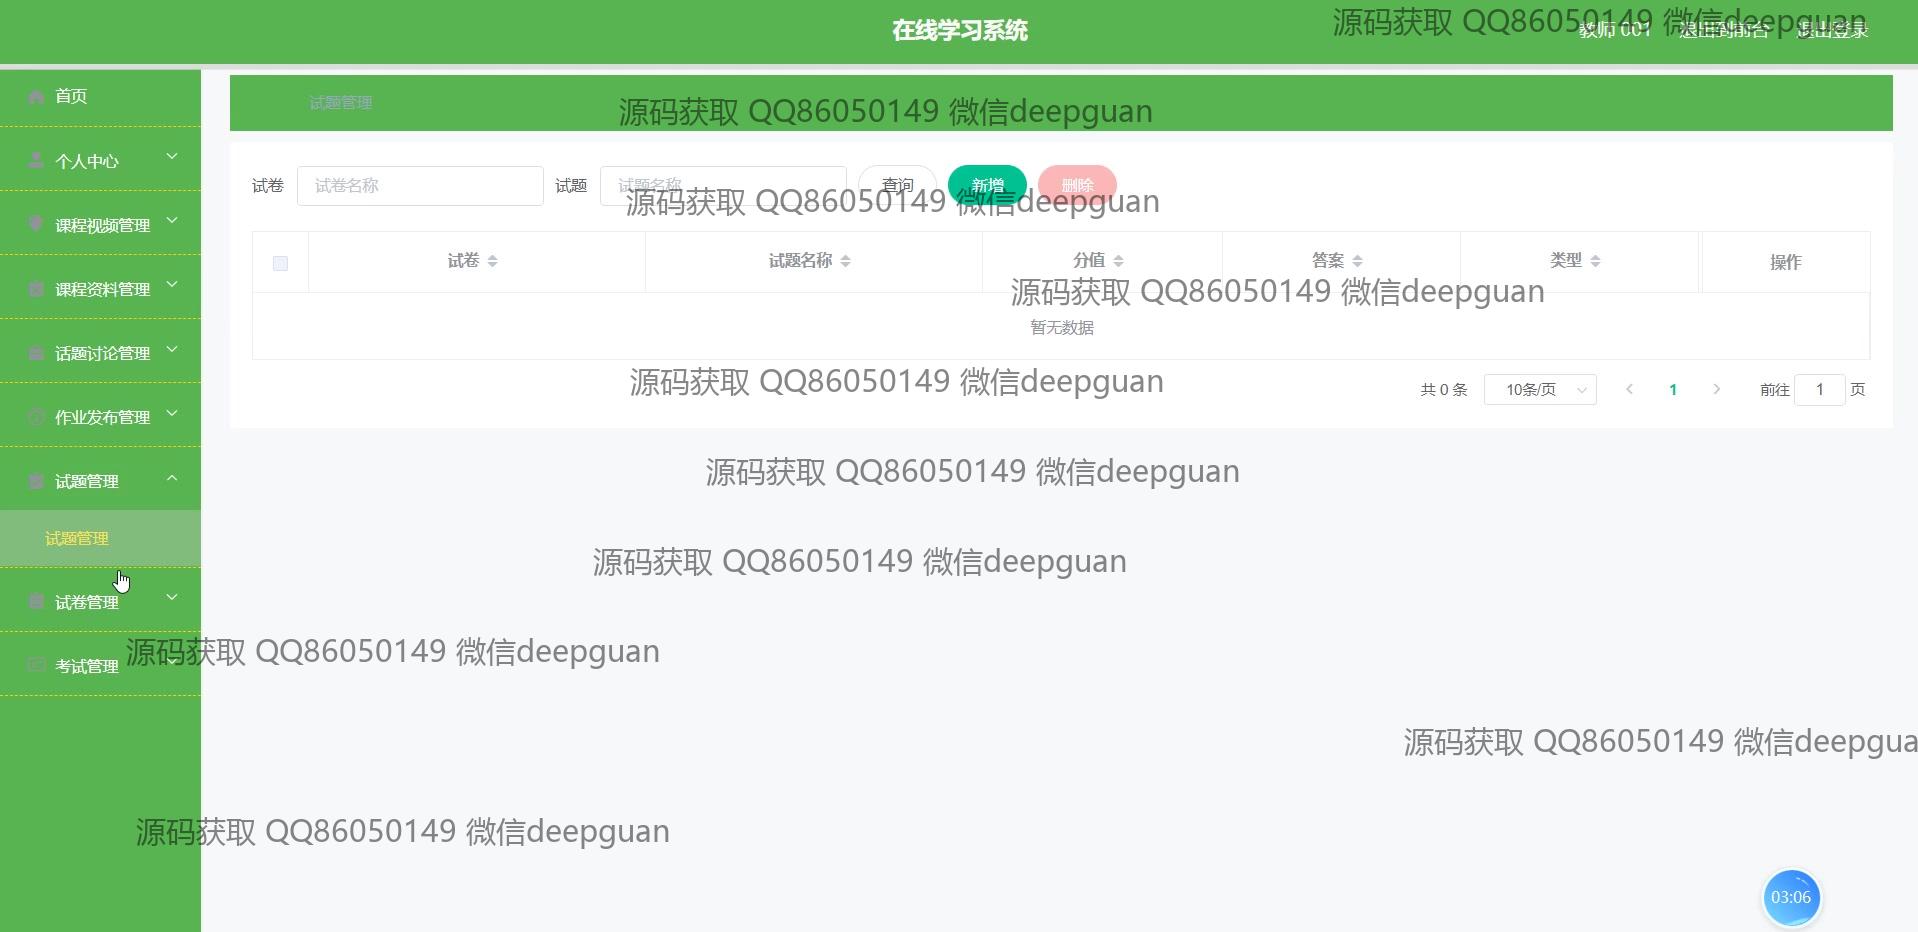 在线学习系统
源码获取 QQ86050149 微信deepguan
教师 001 退出到前台 退出登录
首页
试题管理
源码获取 QQ86050149 微信deepguan
个人中心
试卷 试卷名称 试题 试题名称 查询 新增 删除
源码获取 QQ86050149 微信deepguan
课程视频管理
试卷 试题名称 分值 答案 类型 操作
课程资料管理
源码获取 QQ86050149 微信deepguan
暂无数据
话题讨论管理
源码获取 QQ86050149 微信deepguan
共 0 条 10条/页 1 前往 1 页
作业发布管理
源码获取 QQ86050149 微信deepguan
试题管理
试题管理
源码获取 QQ86050149 微信deepguan
试卷管理
源码获取 QQ86050149 微信deepguan
考试管理
源码获取 QQ86050149 微信deepgua
源码获取 QQ86050149 微信deepguan
03:06